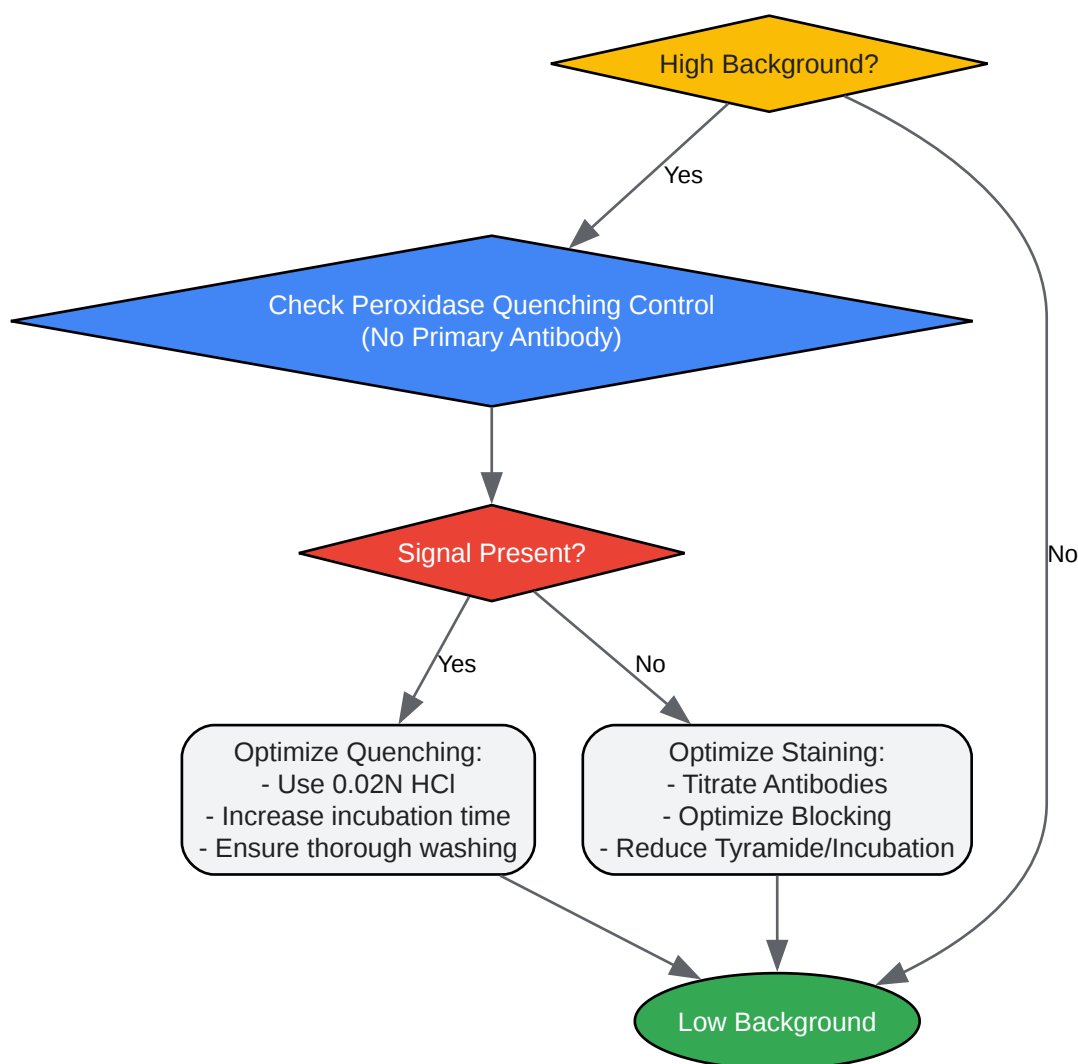 High Background?
Yes
Check Peroxidase Quenching Control
(No Primary Antibody)
Signal Present?
No
Yes
No
Optimize Quenching:
- Use 0.02N HCl
- Increase incubation time
- Ensure thorough washing
Optimize Staining:
- Titrate Antibodies
- Optimize Blocking
- Reduce Tyramide/Incubation
Low Background